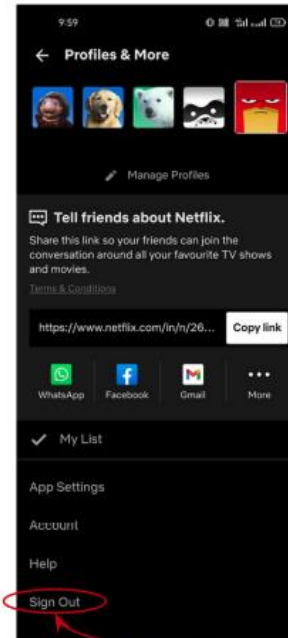 9:59
Profiles & More
Manage Profiles
Tell friends about Netflix.
Share this link so your friends can join the
conversation around all your favourite TV shows
and movies.
Terms & Conditions
https://www.netflix.com/in/n/26...
Copy link
WhatsApp
Facebook
Gmail
More
My List
App Settings
Account
Help
Sign Out